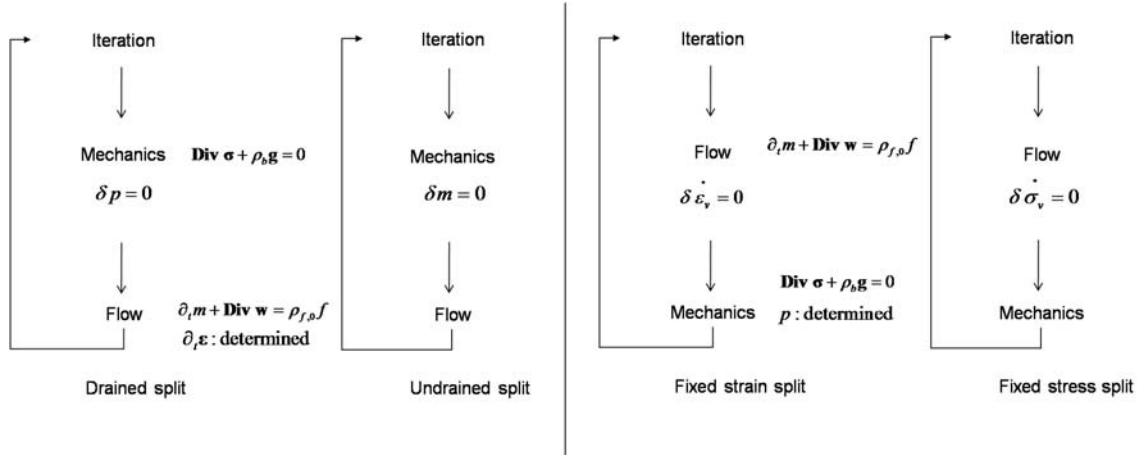 Iteration
Mechanics
Div σ + ρ_b g = 0
δ p = 0
Flow
∂_t m + Div w = ρ_{f,0} f
∂_t ε : determined
Drained split
Iteration
Mechanics
δ m = 0
Flow
Undrained split
Iteration
Flow
∂_t m + Div w = ρ_{f,0} f
δ ε̇_v = 0
Mechanics
Div σ + ρ_b g = 0
p : determined
Fixed strain split
Iteration
Flow
δ σ̇_v = 0
Mechanics
Fixed stress split